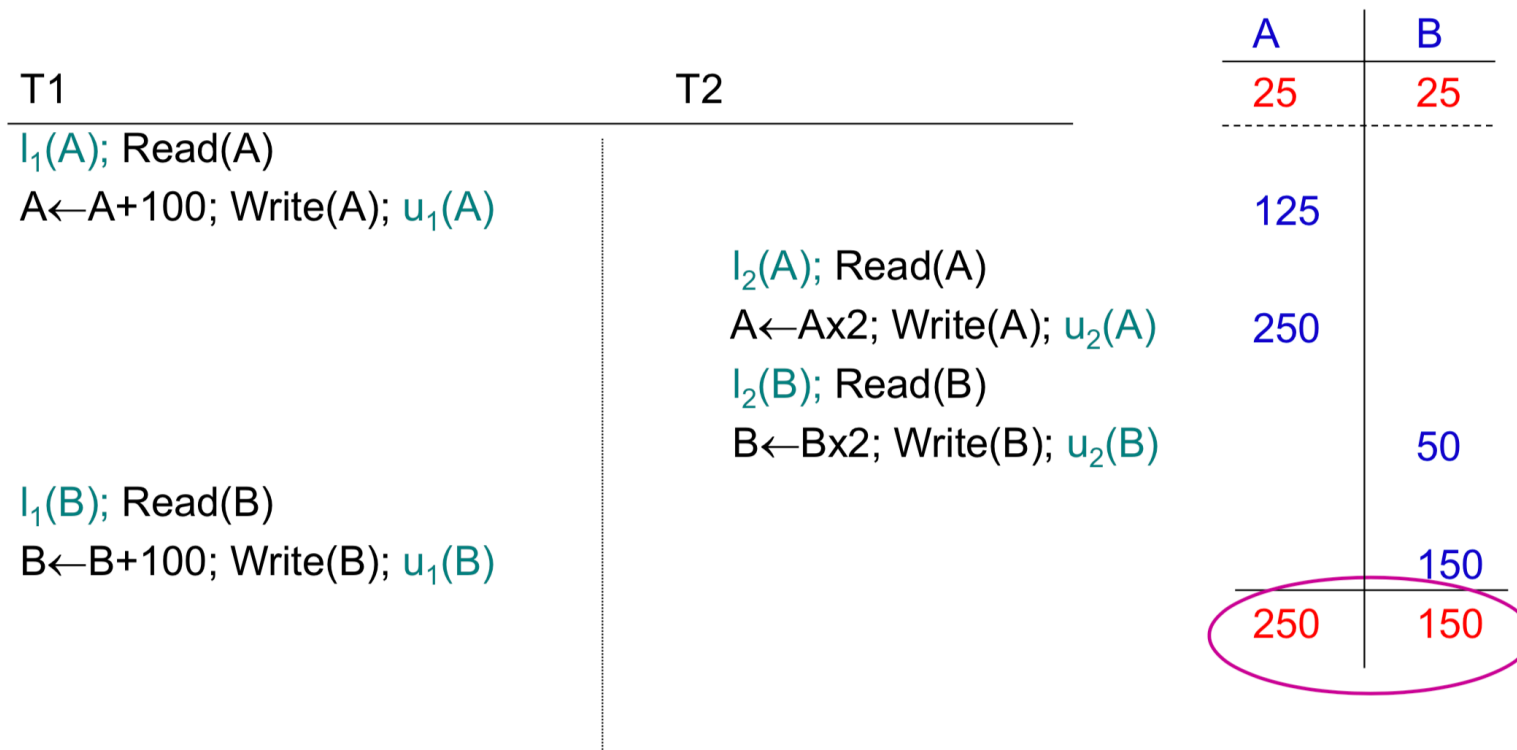 A B
T1 T2 25 25
l₁(A); Read(A)
A←A+100; Write(A); u₁(A) 125
l₂(A); Read(A)
A←Ax2; Write(A); u₂(A) 250
l₂(B); Read(B)
B←Bx2; Write(B); u₂(B) 50
l₁(B); Read(B)
B←B+100; Write(B); u₁(B) 150
250 150